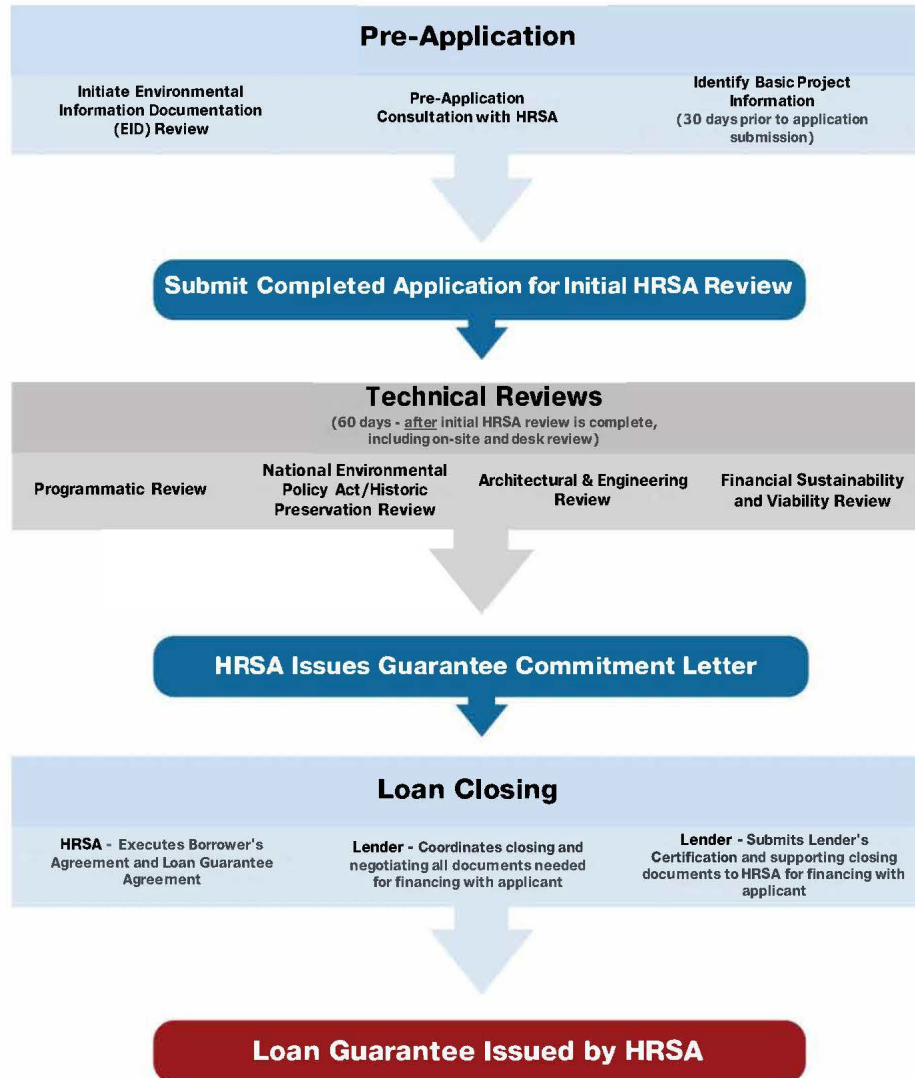 Pre-Application
Initiate Environmental
Information Documentation
(EID) Review
Pre-Application
Consultation with HRSA
Identify Basic Project
Information
(30 days prior to application
submission)
Submit Completed Application for Initial HRSA Review
Technical Reviews
(60 days - after initial HRSA review is complete,
including on-site and desk review)
Programmatic Review
National Environmental
Policy Act/Historic
Preservation Review
Architectural & Engineering
Review
Financial Sustainability
and Viability Review
HRSA Issues Guarantee Commitment Letter
Loan Closing
HRSA - Executes Borrower's
Agreement and Loan Guarantee
Agreement
Lender - Coordinates closing and
negotiating all documents needed
for financing with applicant
Lender - Submits Lender's
Certification and supporting closing
documents to HRSA for financing with
applicant
Loan Guarantee Issued by HRSA